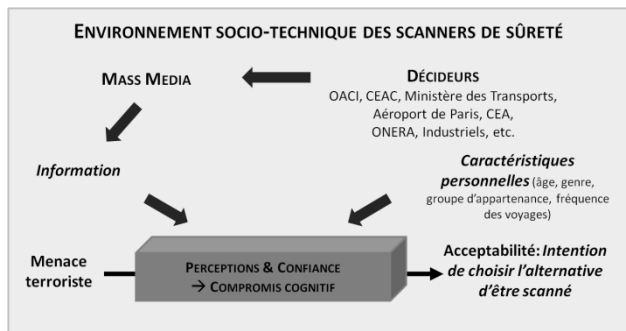 ENVIRONNEMENT SOCIO-TECHNIQUE DES SCANNERS DE SÛRETÉ
MASS MEDIA
DÉCIDEURS
OACI, CEAC, Ministère des Transports,
Aéroport de Paris, CEA,
ONERA, Industriels, etc.
Information
Caractéristiques
personnelles (âge, genre,
groupe d'appartenance, fréquence
des voyages)
Menace
terroriste
PERCEPTIONS & CONFIANCE
→ COMPROMIS COGNITIF
Acceptabilité: Intention
de choisir l'alternative
d'être scanné